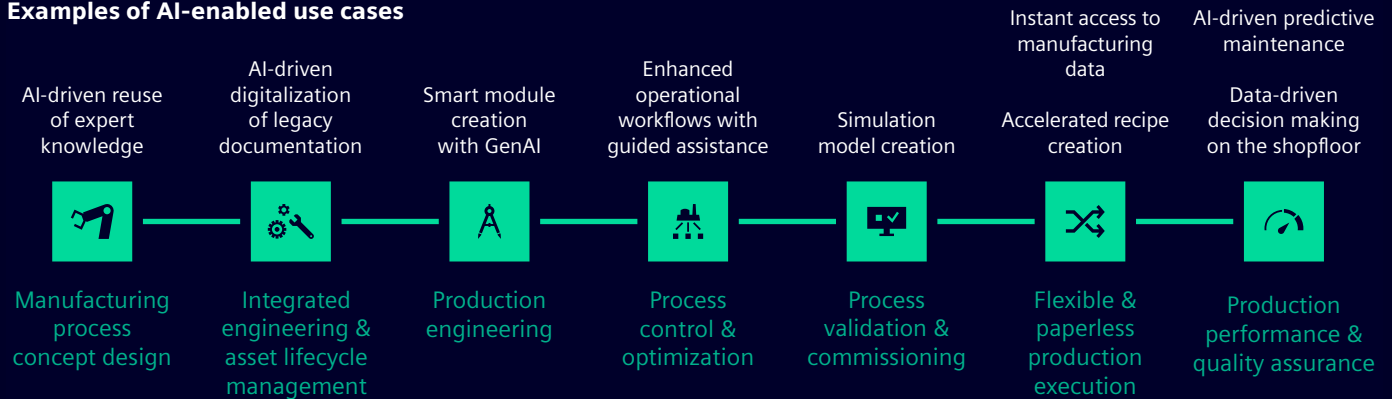 Examples of AI-enabled use cases
AI-driven reuse
of expert
knowledge
AI-driven
digitalization
of legacy
documentation
Smart module
creation
with GenAI
Enhanced
operational
workflows with
guided assistance
Simulation
model creation
Instant access to
manufacturing
data
Accelerated recipe
creation
AI-driven predictive
maintenance
Data-driven
decision making
on the shopfloor
Manufacturing
process
concept design
Integrated
engineering &
asset lifecycle
management
Production
engineering
Process
control &
optimization
Process
validation &
commissioning
Flexible &
paperless
production
execution
Production
performance &
quality assurance